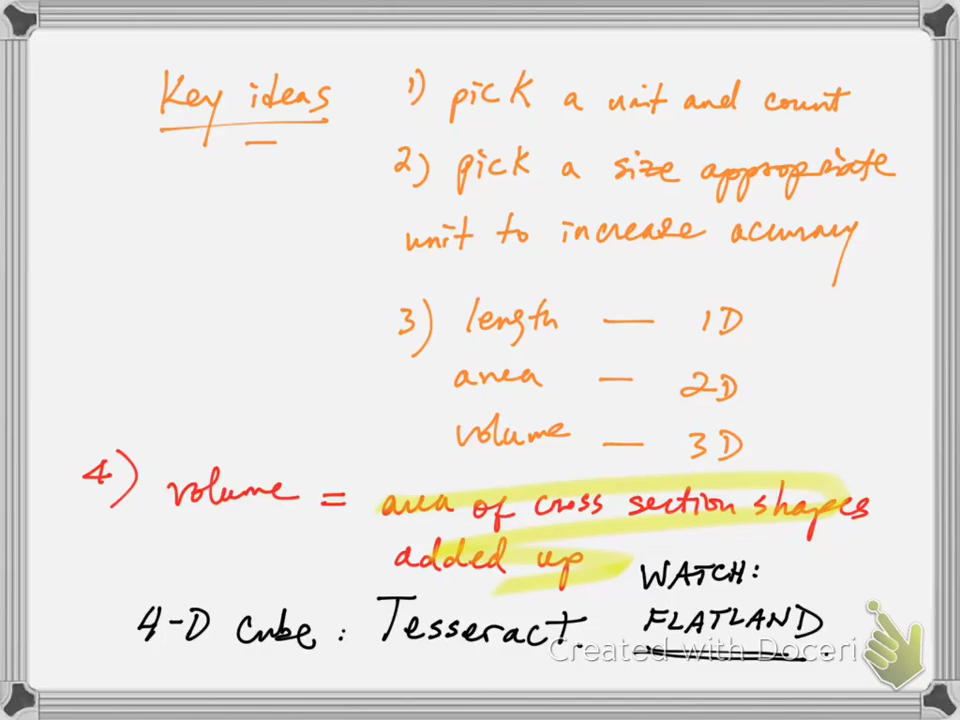 Key ideas
1) pick a unit and count
2) pick a size appropriate
unit to increase acurracy
3) length — 1D
area — 2D
volume — 3D
4) volume = area of cross section shapes
added up
WATCH:
4-D cube: Tesseract.
FLATLAND
Created with Doceri